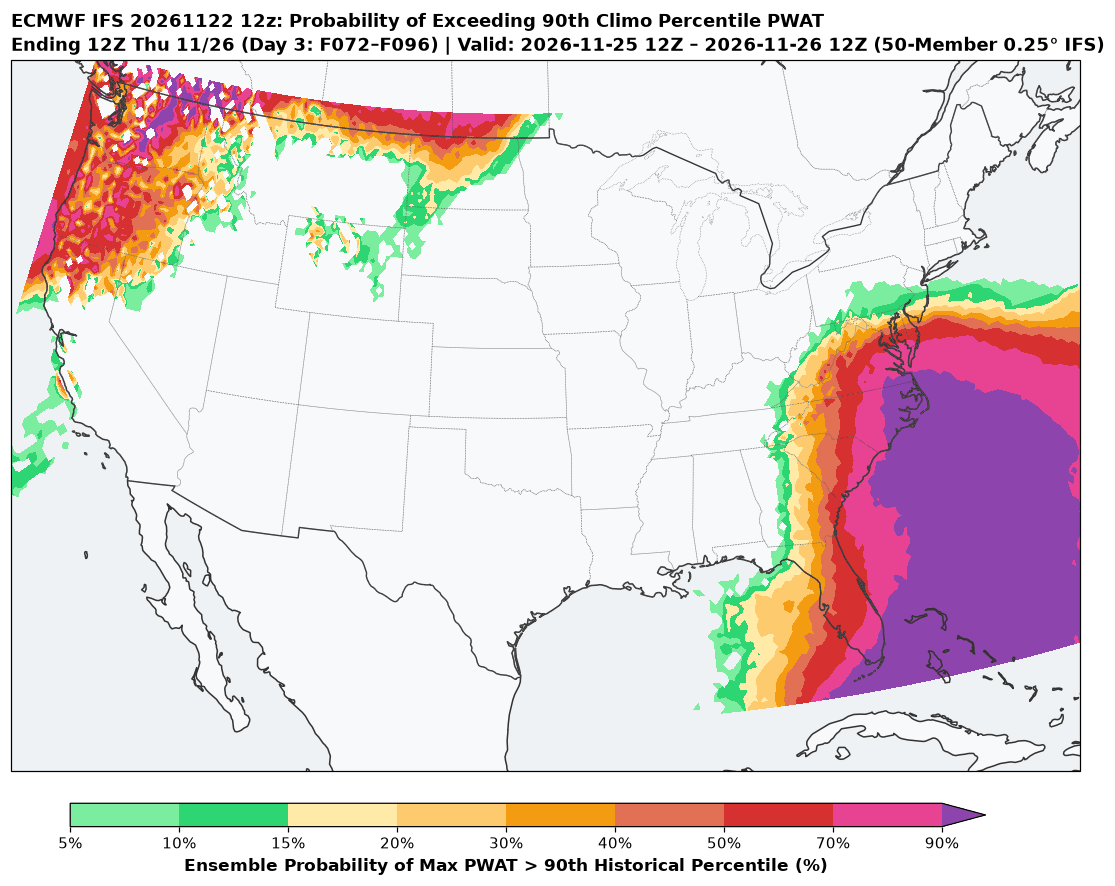 ECMWF IFS 20261122 12z: Probability of Exceeding 90th Climo Percentile PWAT
Ending 12Z Thu 11/26 (Day 3: F072–F096) | Valid: 2026-11-25 12Z – 2026-11-26 12Z (50-Member 0.25° IFS)
5% 10% 15% 20% 30% 40% 50% 70% 90%
Ensemble Probability of Max PWAT > 90th Historical Percentile (%)